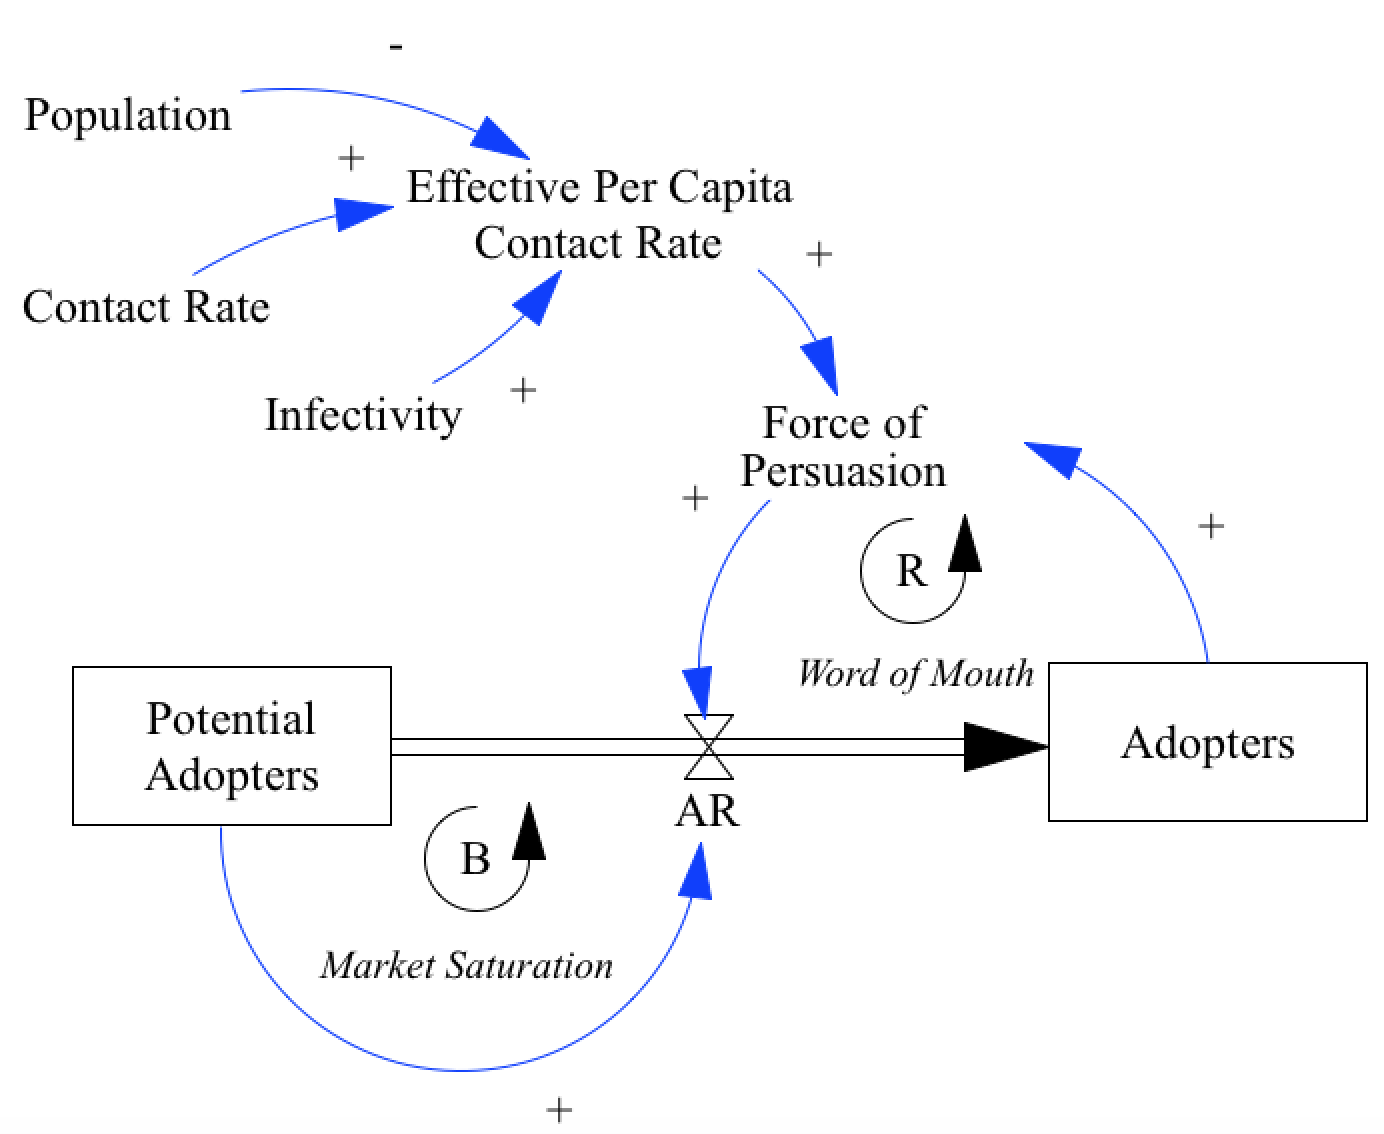 -
Population
+
Effective Per Capita
Contact Rate
+
Contact Rate
+
Infectivity
Force of
Persuasion
+
+
R
Word of Mouth
Potential
Adopters
Adopters
AR
B
Market Saturation
+